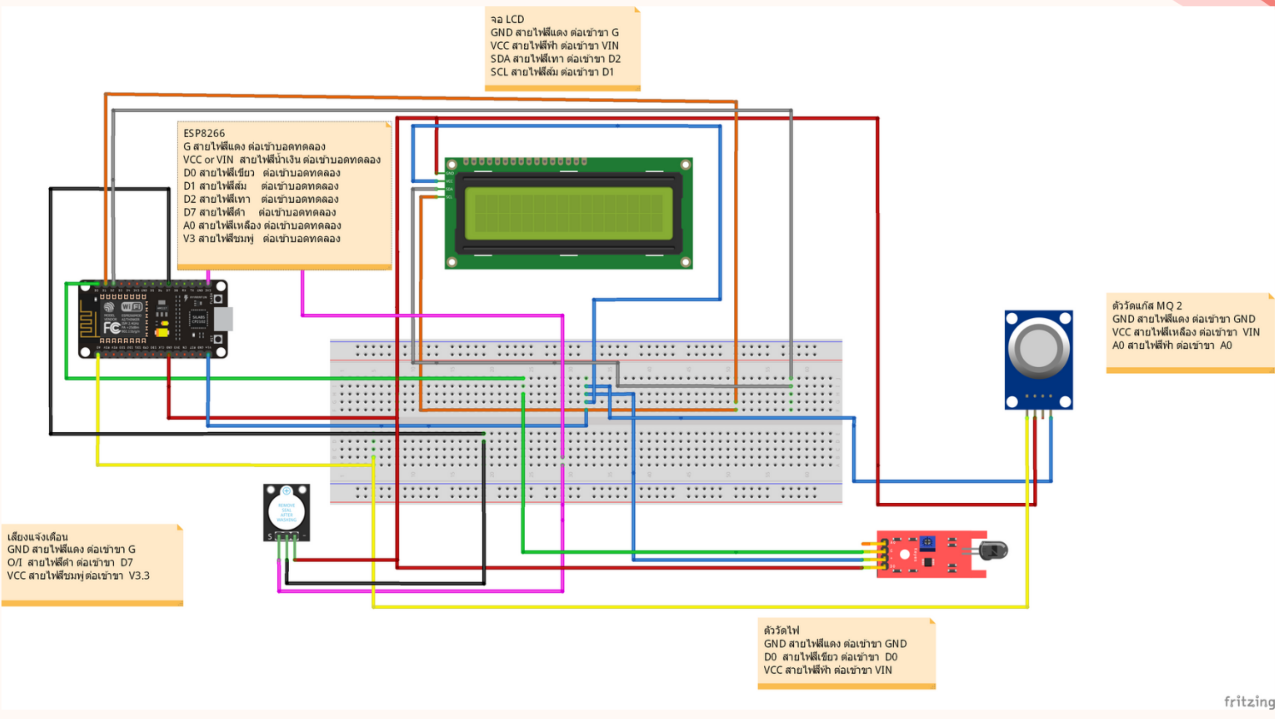 จอ LCD
GND สายไฟสีแดง ต่อเข้าขา G
VCC สายไฟสีฟ้า ต่อเข้าขา VIN
SDA สายไฟสีเทา ต่อเข้าขา D2
SCL สายไฟสีส้ม ต่อเข้าขา D1
ESP8266
G สายไฟสีแดง ต่อเข้าบอดทดลอง
VCC or VIN สายไฟสีน้ำเงิน ต่อเข้าบอดทดลอง
D0 สายไฟสีเขียว ต่อเข้าบอดทดลอง
D1 สายไฟสีส้ม ต่อเข้าบอดทดลอง
D2 สายไฟสีเทา ต่อเข้าบอดทดลอง
D7 สายไฟสีดำ ต่อเข้าบอดทดลอง
A0 สายไฟสีเหลือง ต่อเข้าบอดทดลอง
V3 สายไฟสีชมพู่ ต่อเข้าบอดทดลอง
ตัววัดแก๊ส MQ 2
GND สายไฟสีแดง ต่อเข้าขา GND
VCC สายไฟสีเหลือง ต่อเข้าขา VIN
A0 สายไฟสีฟ้า ต่อเข้าขา A0
WiFi
FC
REMOVE
SEAL
AFTER
WASHING
S
เสียงแจ้งเตือน
GND สายไฟสีแดง ต่อเข้าขา G
O/I สายไฟสีดำ ต่อเข้าขา D7
VCC สายไฟสีชมพู่ ต่อเข้าขา V3.3
ตัววัดไฟ
GND สายไฟสีแดง ต่อเข้าขา GND
D0 สายไฟสีเขียว ต่อเข้าขา D0
VCC สายไฟสีฟ้า ต่อเข้าขา VIN
fritzing